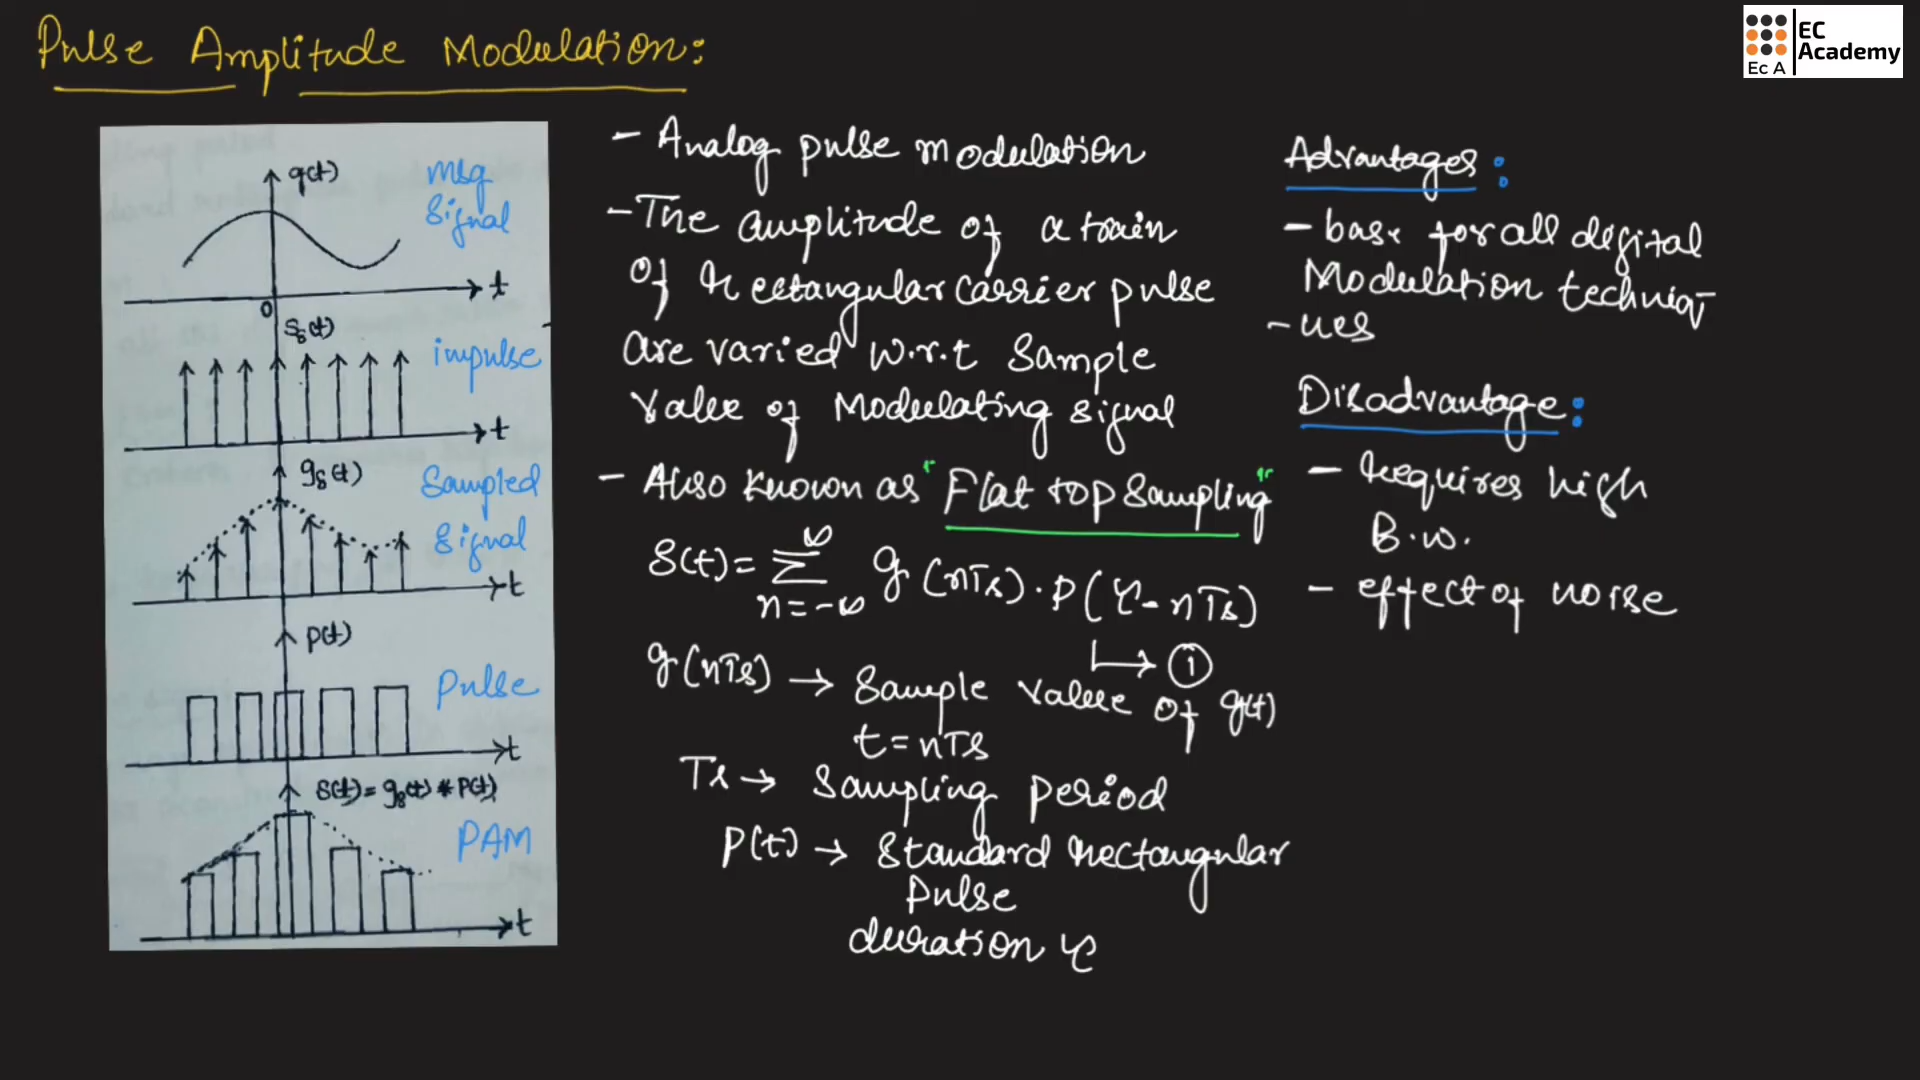 Pulse Amplitude Modulation:
EC
Academy
Ec A
g(t)
Msg
Signal
t
0
Sδ(t)
impulse
t
gδ(t)
Sampled
Signal
t
P(t)
Pulse
t
S(t) = gδ(t) * P(t)
PAM
t
- Analog pulse modulation
- The amplitude of a train
of rectangular carrier pulse
are varied w.r.t Sample
Value of Modulating signal
- Also known as "Flat top Sampling"
S(t) = ∑ g(nTs) . P(τ - nTs)
∞
n = -∞
↳ ①
g(nTs) → Sample value of g(t)
t = nTs
Ts → Sampling period
P(t) → Standard rectangular
Pulse
duration τ
Advantages:
- base for all digital
Modulation techniq
- ues
Disadvantage:
- requires high
B.W.
- effect of noise